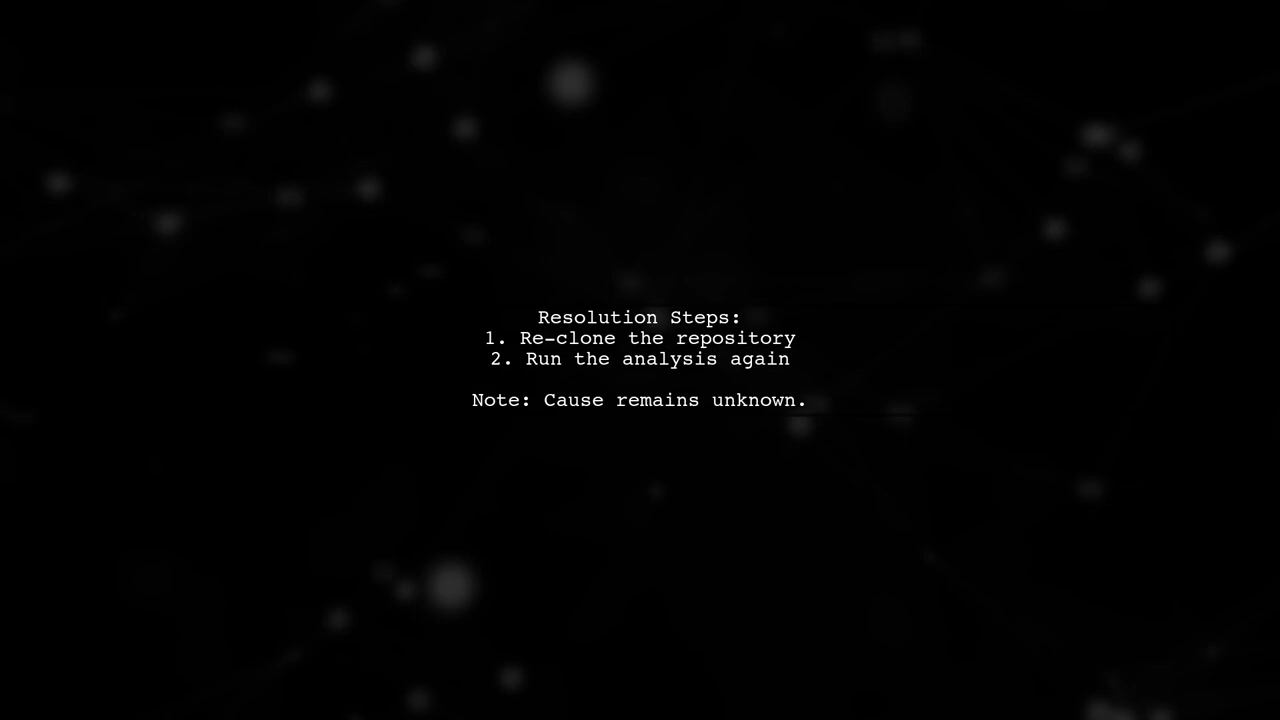 Resolution Steps:
1. Re-clone the repository
2. Run the analysis again
Note: Cause remains unknown.